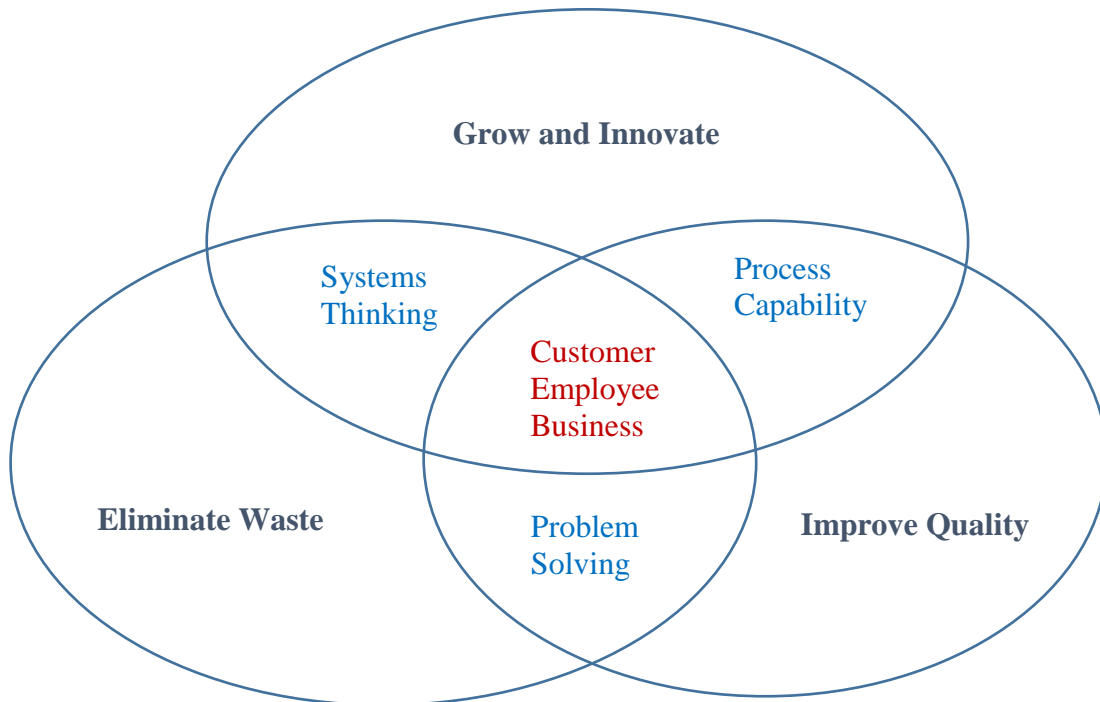 Grow and Innovate
Systems
Thinking
Process
Capability
Customer
Employee
Business
Eliminate Waste
Problem
Solving
Improve Quality